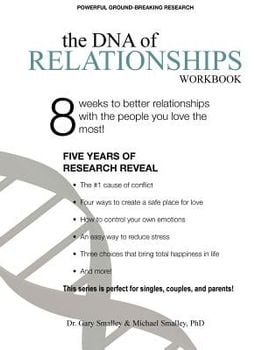 POWERFUL GROUND-BREAKING RESEARCH
the DNA of
RELATIONSHIPS
WORKBOOK
8 weeks to better relationships
with the people you love the
most!
FIVE YEARS OF
RESEARCH REVEAL
• The #1 cause of conflict
• Four ways to create a safe place for love
• How to control your own emotions
• An easy way to reduce stress
• Three choices that bring total happiness in life
• And more!
This series is perfect for singles, couples, and parents!
Dr. Gary Smalley & Michael Smalley, PhD